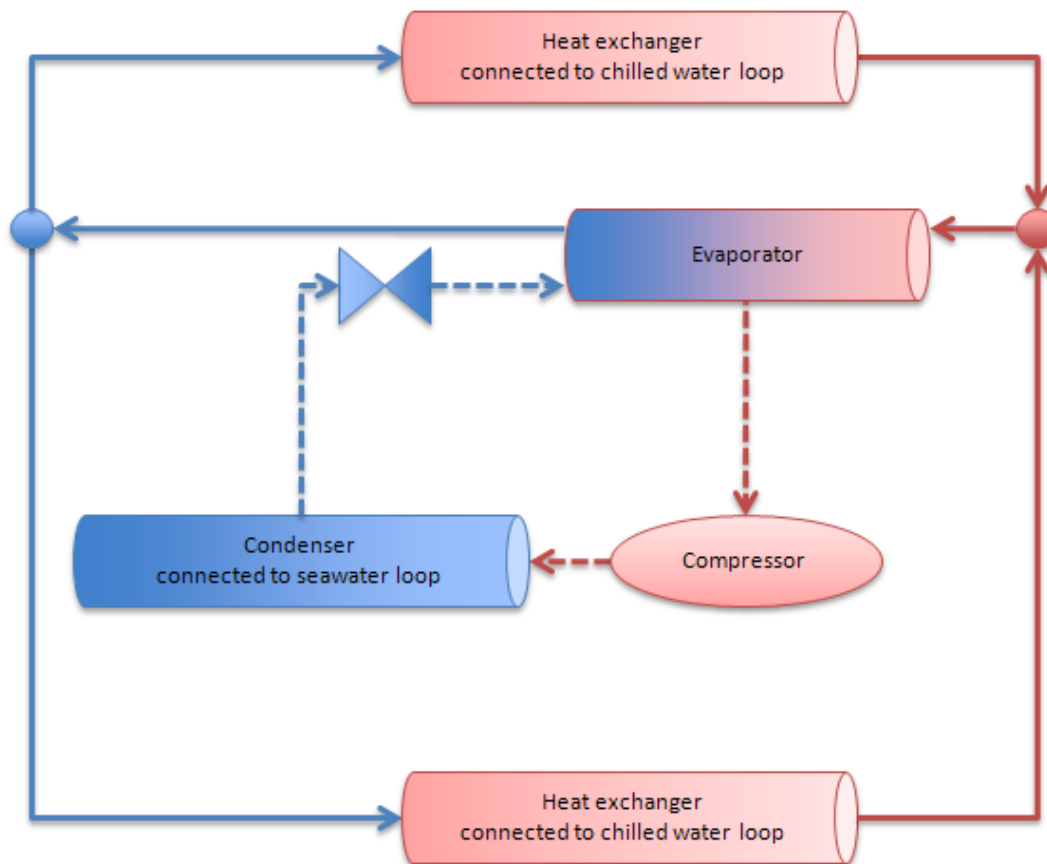 Heat exchanger
connected to chilled water loop
Evaporator
Condenser
connected to seawater loop
Compressor
Heat exchanger
connected to chilled water loop